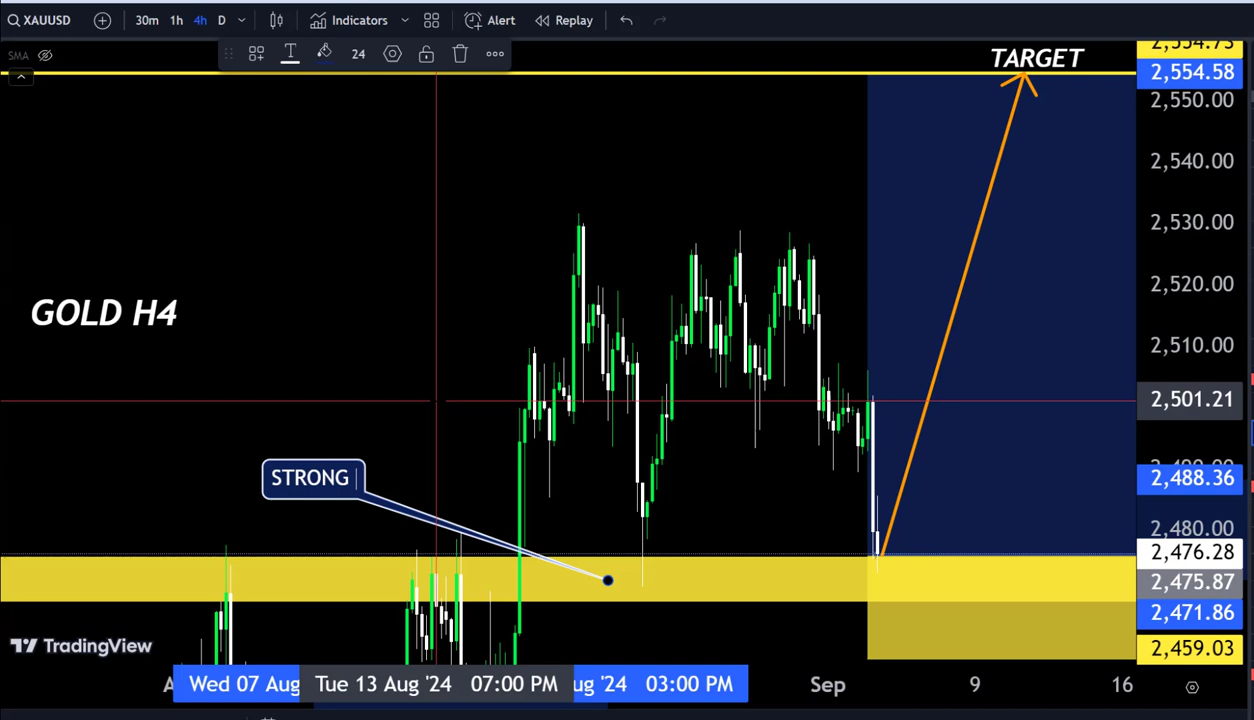 XAUUSD
30m 1h 4h D Indicators Alert Replay
24
SMA
TARGET
GOLD H4
STRONG
2,554.58
2,550.00
2,540.00
2,530.00
2,520.00
2,510.00
2,501.21
2,488.36
2,480.00
2,476.28
2,475.87
2,471.86
2,459.03
TradingView
Wed 07 Aug Tue 13 Aug '24 07:00 PM '24 03:00 PM Sep 9 16